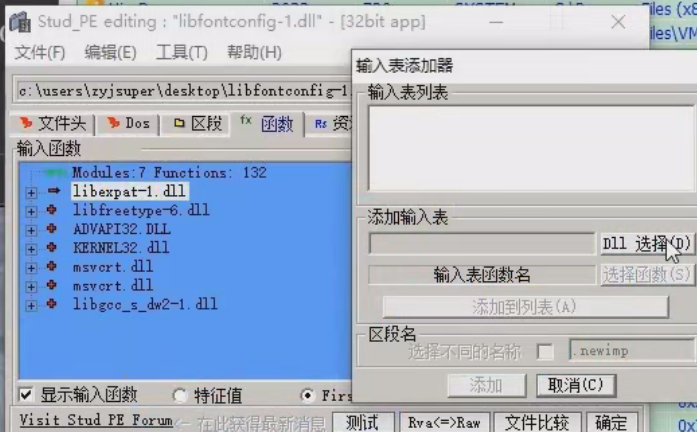 Stud_PE editing : "libfontconfig-1.dll" - [32bit app]
文件(F) 编辑(E) 工具(T) 帮助(H)
c:\users\zyjsuper\desktop\libfontconfig-1
文件头 Dos 区段 fx 函数 Rs 资
输入函数
Modules:7 Functions: 132
libexpat-1.dll
libfreetype-6.dll
ADVAPI32.DLL
KERNEL32.dll
msvcrt.dll
msvcrt.dll
libgcc_s_dw2-1.dll
显示输入函数 特征值 Firs
Visit Stud PE Forum <- 在此获得最新消息 测试 Rva<=>Raw 文件比较 确定
输入表添加器
输入表列表
添加输入表
Dll 选择(D)
输入表函数名 选择函数(S)
添加到列表(A)
区段名
选择不同的名称 .newimp
添加 取消(C)
iles (x8
iles\VM